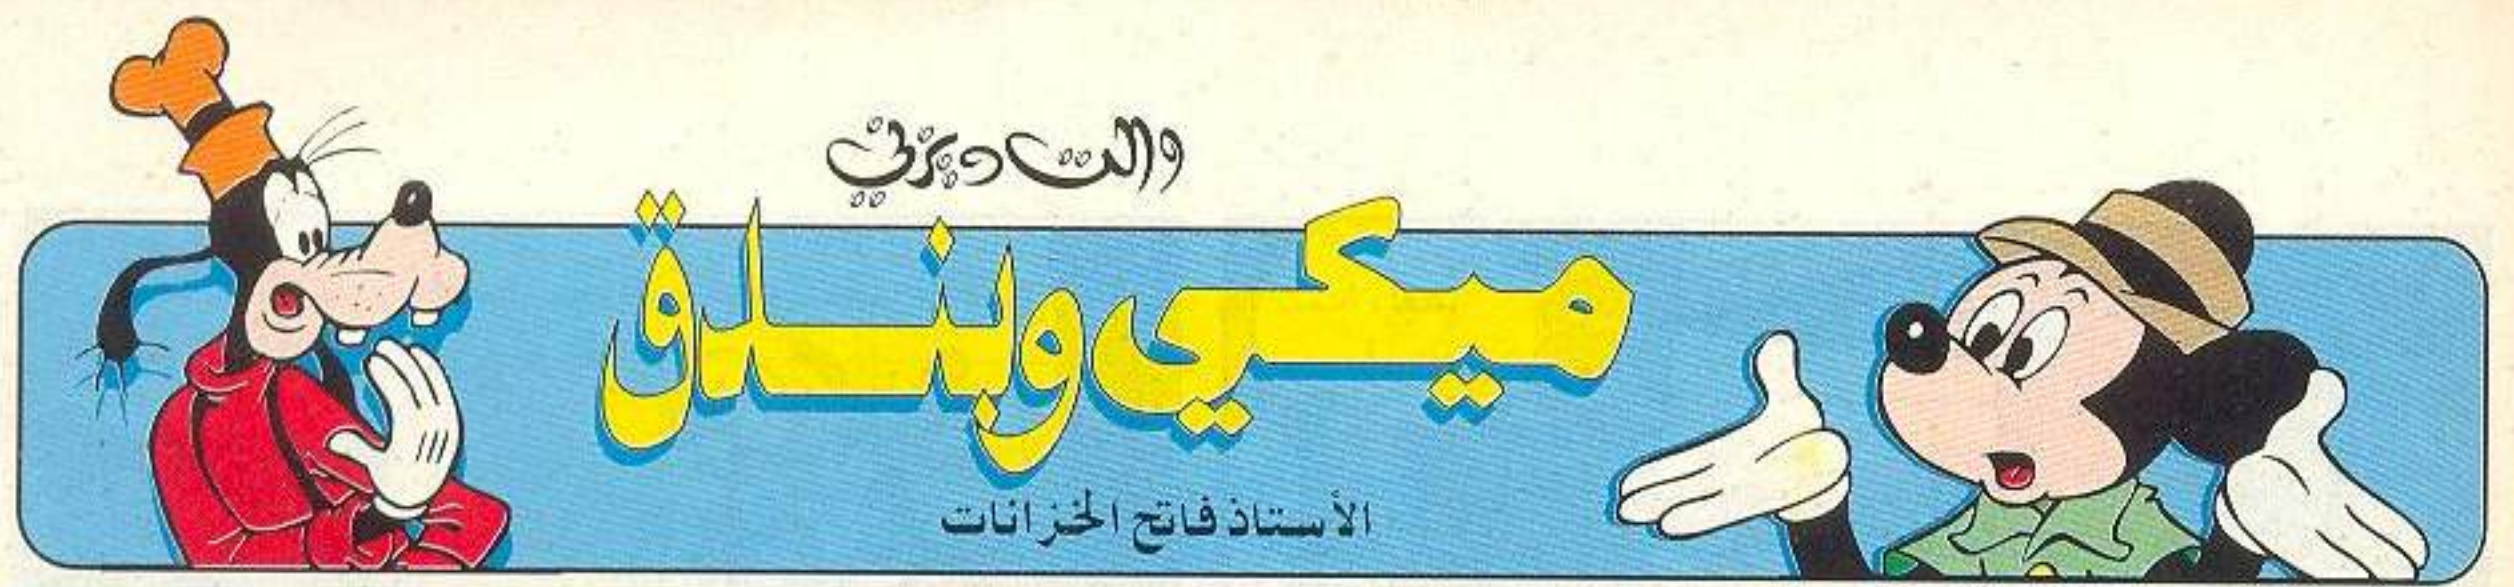 والت ديزني
ميكي وبندق
الأستاذ فاتح الخزانات